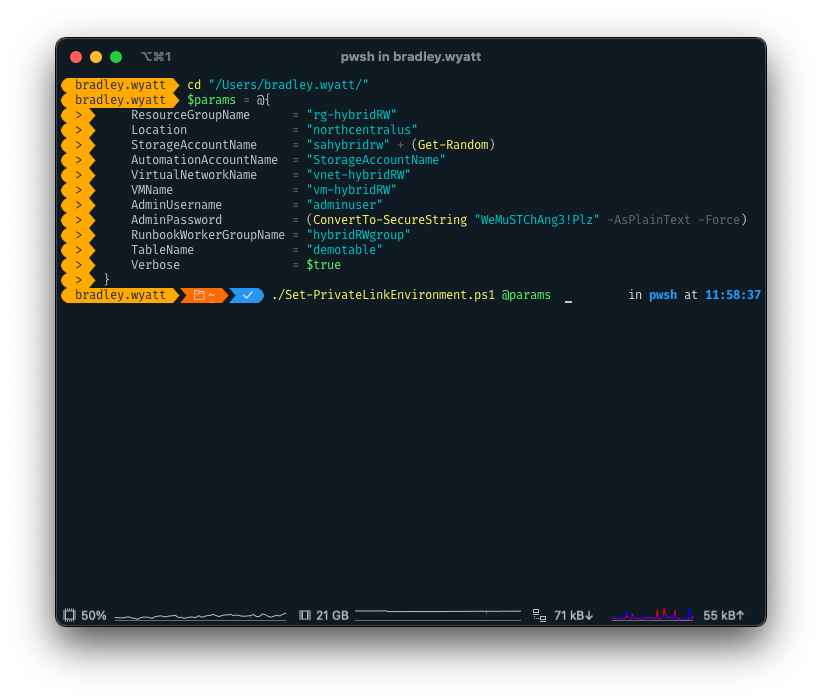 ⌥⌘1 pwsh in bradley.wyatt
bradley.wyatt cd "/Users/bradley.wyatt/"
bradley.wyatt $params = @{
> ResourceGroupName = "rg-hybridRW"
> Location = "northcentralus"
> StorageAccountName = "sahybridrw" + (Get-Random)
> AutomationAccountName = "StorageAccountName"
> VirtualNetworkName = "vnet-hybridRW"
> VMName = "vm-hybridRW"
> AdminUsername = "adminuser"
> AdminPassword = (ConvertTo-SecureString "WeMuSTChAng3!Plz" -AsPlainText -Force)
> RunbookWorkerGroupName = "hybridRWgroup"
> TableName = "demotable"
> Verbose = $true
> }
bradley.wyatt ~ ✓ ./Set-PrivateLinkEnvironment.ps1 @params _ in pwsh at 11:58:37
50% 21 GB 71 kB↓ 55 kB↑